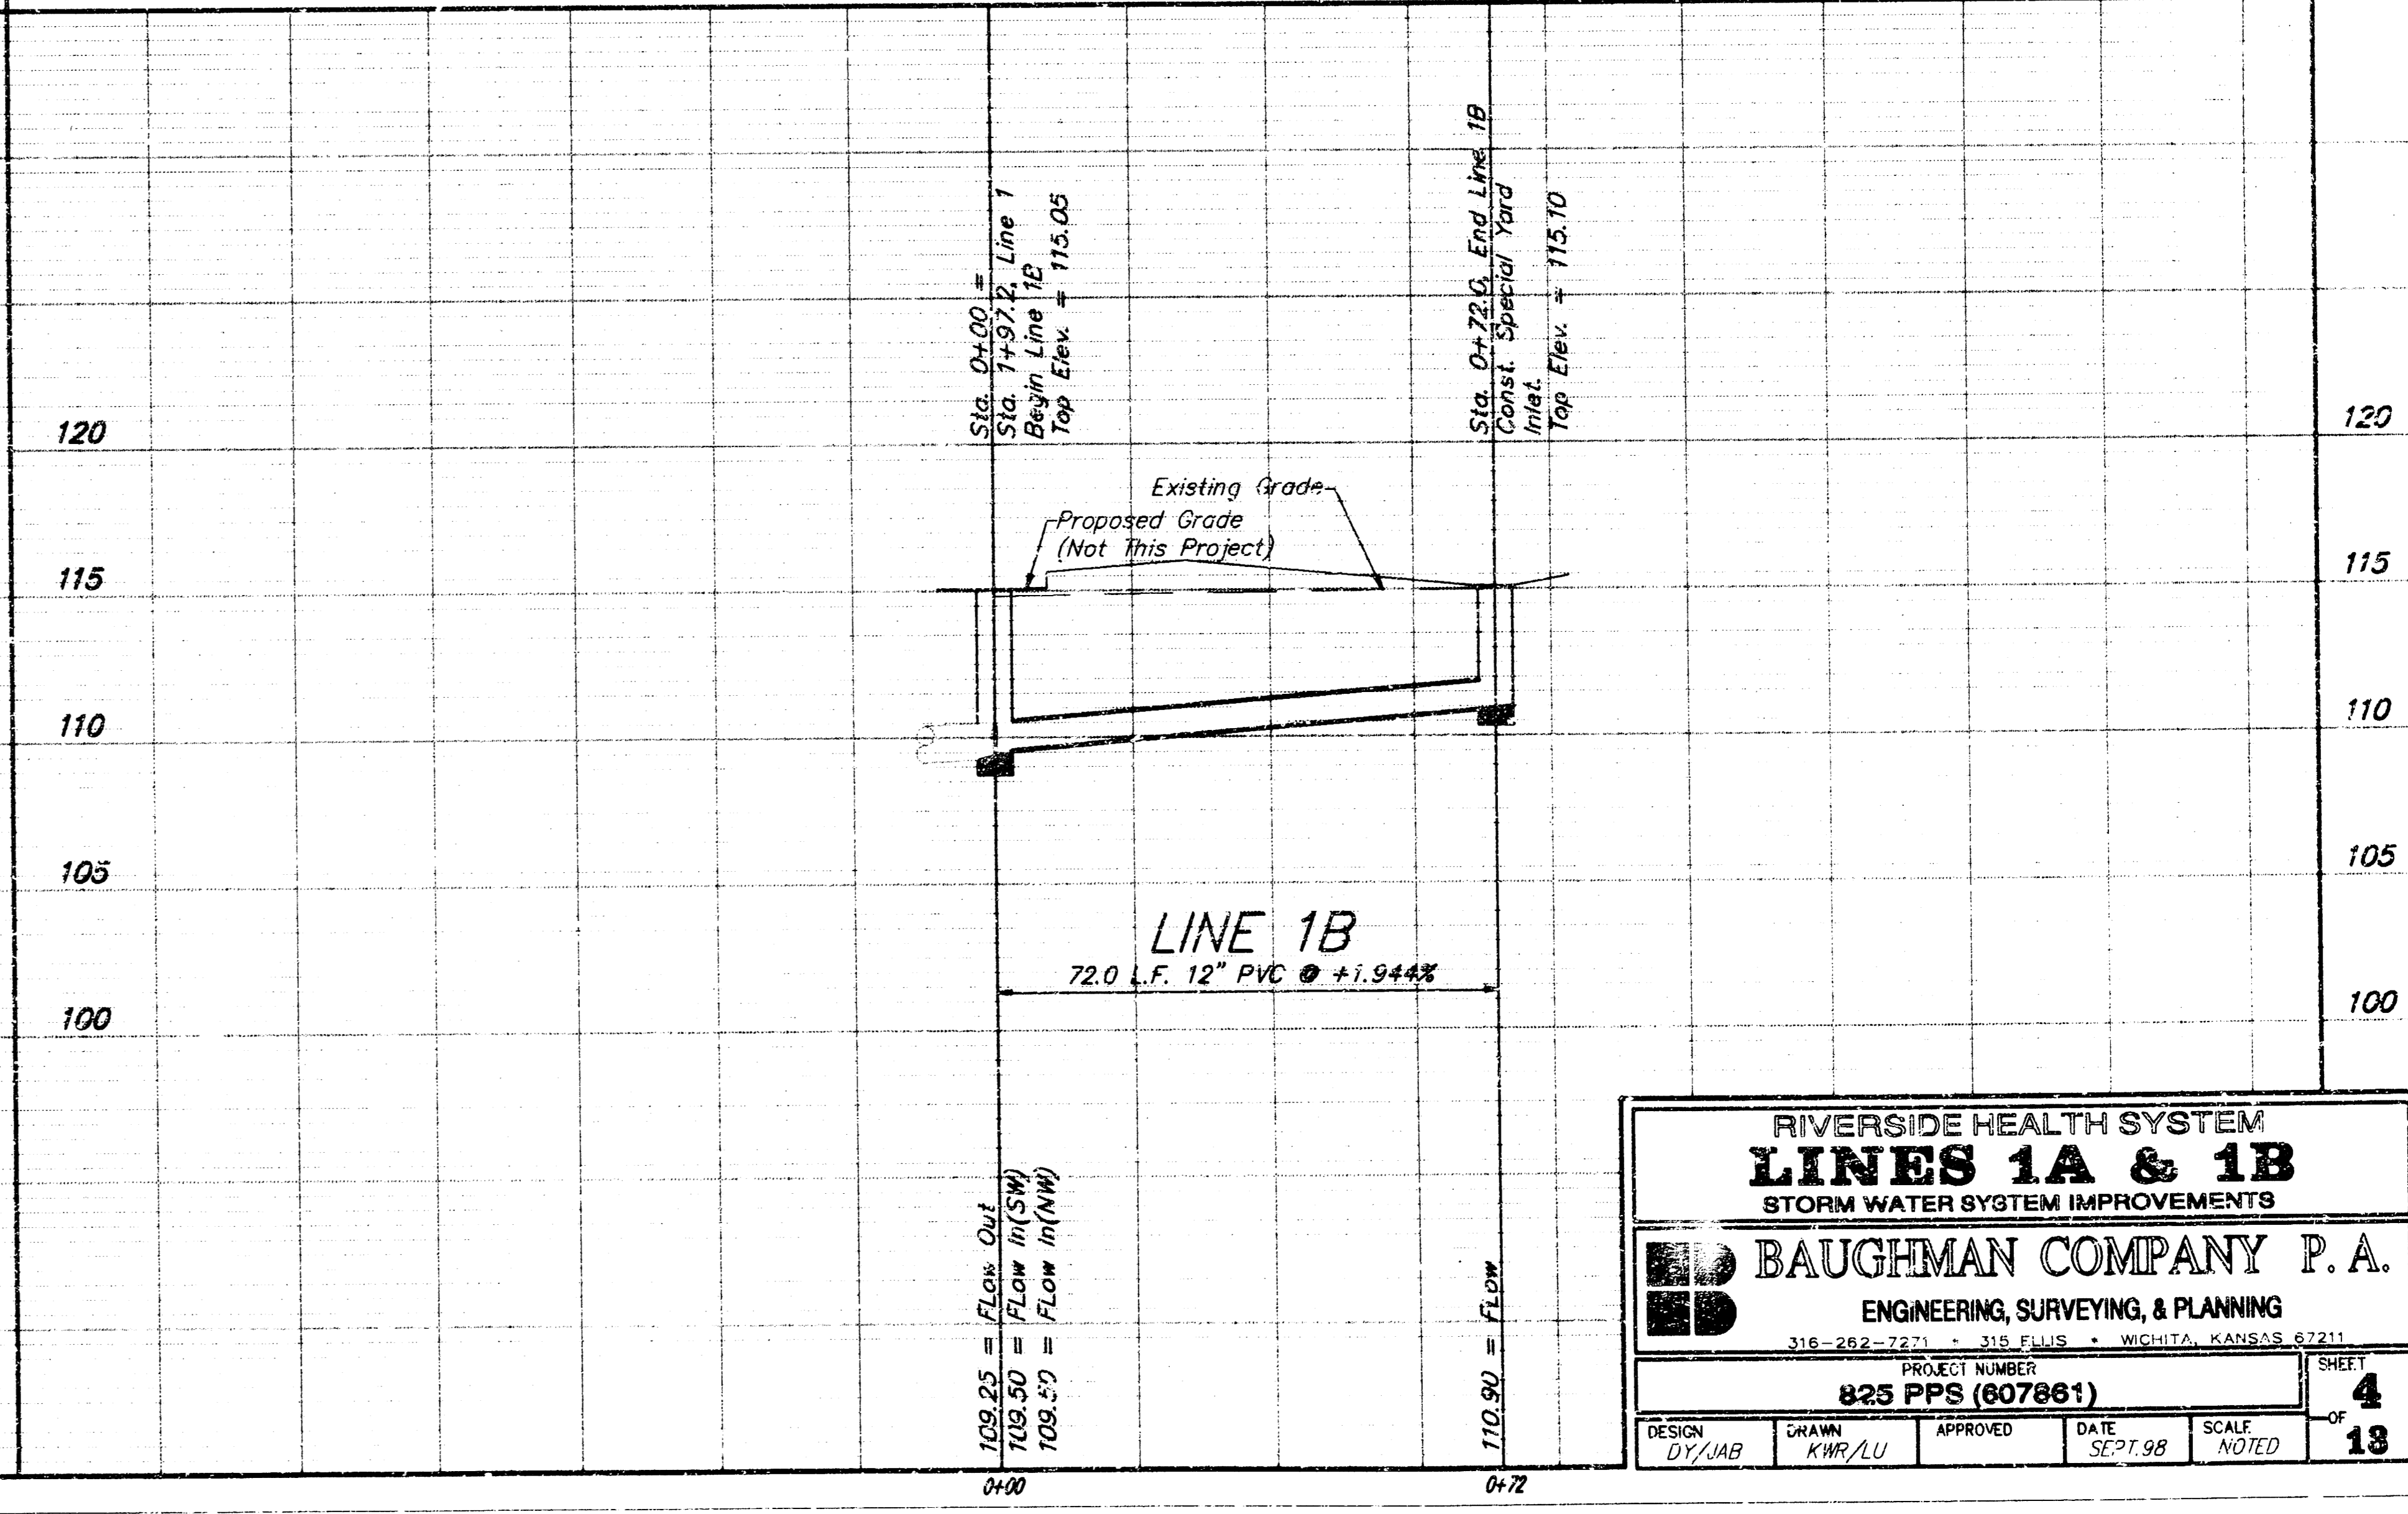 Sta. 0+00 =
Sta. 1+97.2, Line 1
Begin Line 1B
Top Elev. = 115.05
Sta. 0+72.0, End Line 1B
Const. Special Yard
Inlet.
Top Elev. = 115.10
120
120
Existing Grade
Proposed Grade
(Not This Project)
115
115
110
110
105
105
LINE 1B
72.0 L.F. 12" PVC @ +1.944%
100
100
109.25 = FLow Out
109.50 = FLow In(SW)
109.50 = FLow In(NW)
110.90 = FLow
0+00
0+72
RIVERSIDE HEALTH SYSTEM
LINES 1A & 1B
STORM WATER SYSTEM IMPROVEMENTS
BAUGHMAN COMPANY P. A.
ENGINEERING, SURVEYING, & PLANNING
316-262-7271 * 315 ELLIS * WICHITA, KANSAS 67211
PROJECT NUMBER
825 PPS (607861)
SHEET
4
OF
13
DESIGN
DY/JAB
DRAWN
KWR/LU
APPROVED
DATE
SEPT.98
SCALE
NOTED